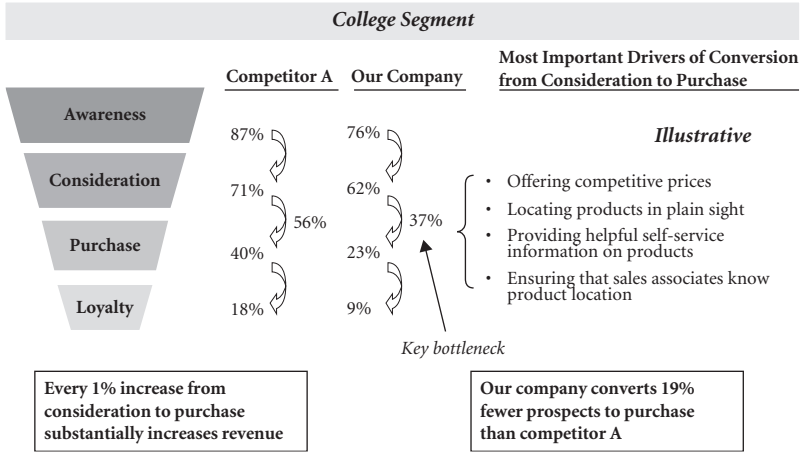 College Segment
Competitor A
Our Company
Most Important Drivers of Conversion
from Consideration to Purchase
Awareness
Consideration
Purchase
Loyalty
87%
71%
40%
18%
56%
76%
62%
23%
9%
37%
Illustrative
• Offering competitive prices
• Locating products in plain sight
• Providing helpful self-service
information on products
• Ensuring that sales associates know
product location
Key bottleneck
Every 1% increase from
consideration to purchase
substantially increases revenue
Our company converts 19%
fewer prospects to purchase
than competitor A